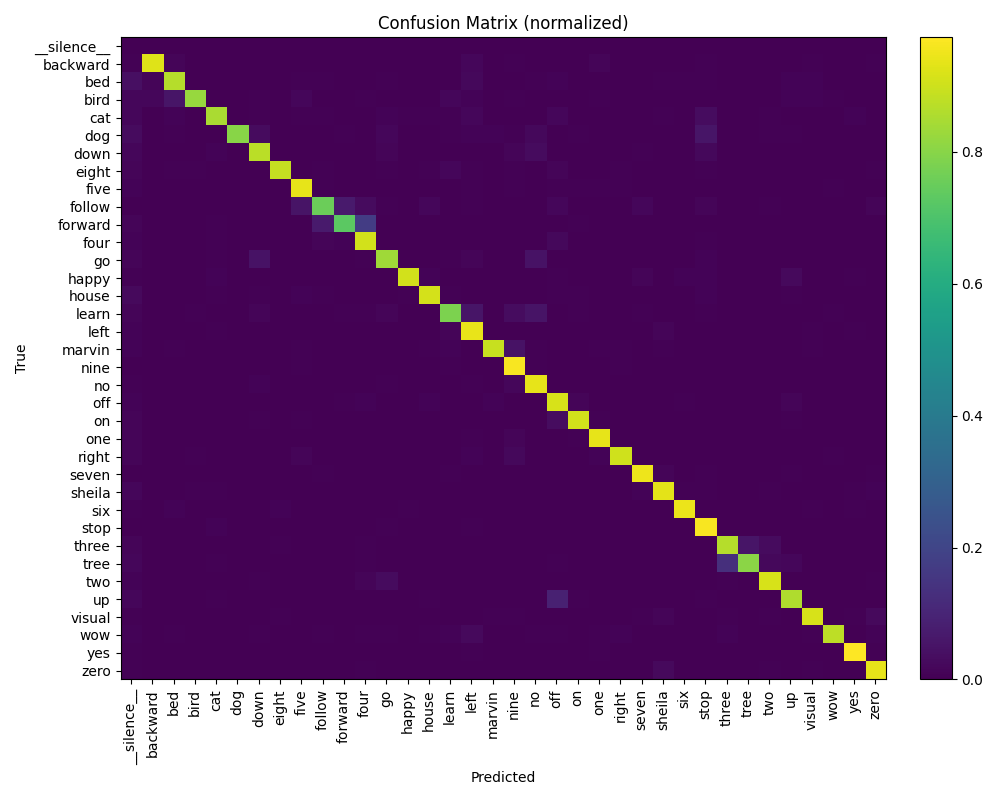 Confusion Matrix (normalized)
True
__silence__
backward
bed
bird
cat
dog
down
eight
five
follow
forward
four
go
happy
house
learn
left
marvin
nine
no
off
on
one
right
seven
sheila
six
stop
three
tree
two
up
visual
wow
yes
zero
__silence__
backward
bed
bird
cat
dog
down
eight
five
follow
forward
four
go
happy
house
learn
left
marvin
nine
no
off
on
one
right
seven
sheila
six
stop
three
tree
two
up
visual
wow
yes
zero
Predicted
0.8
0.6
0.4
0.2
0.0